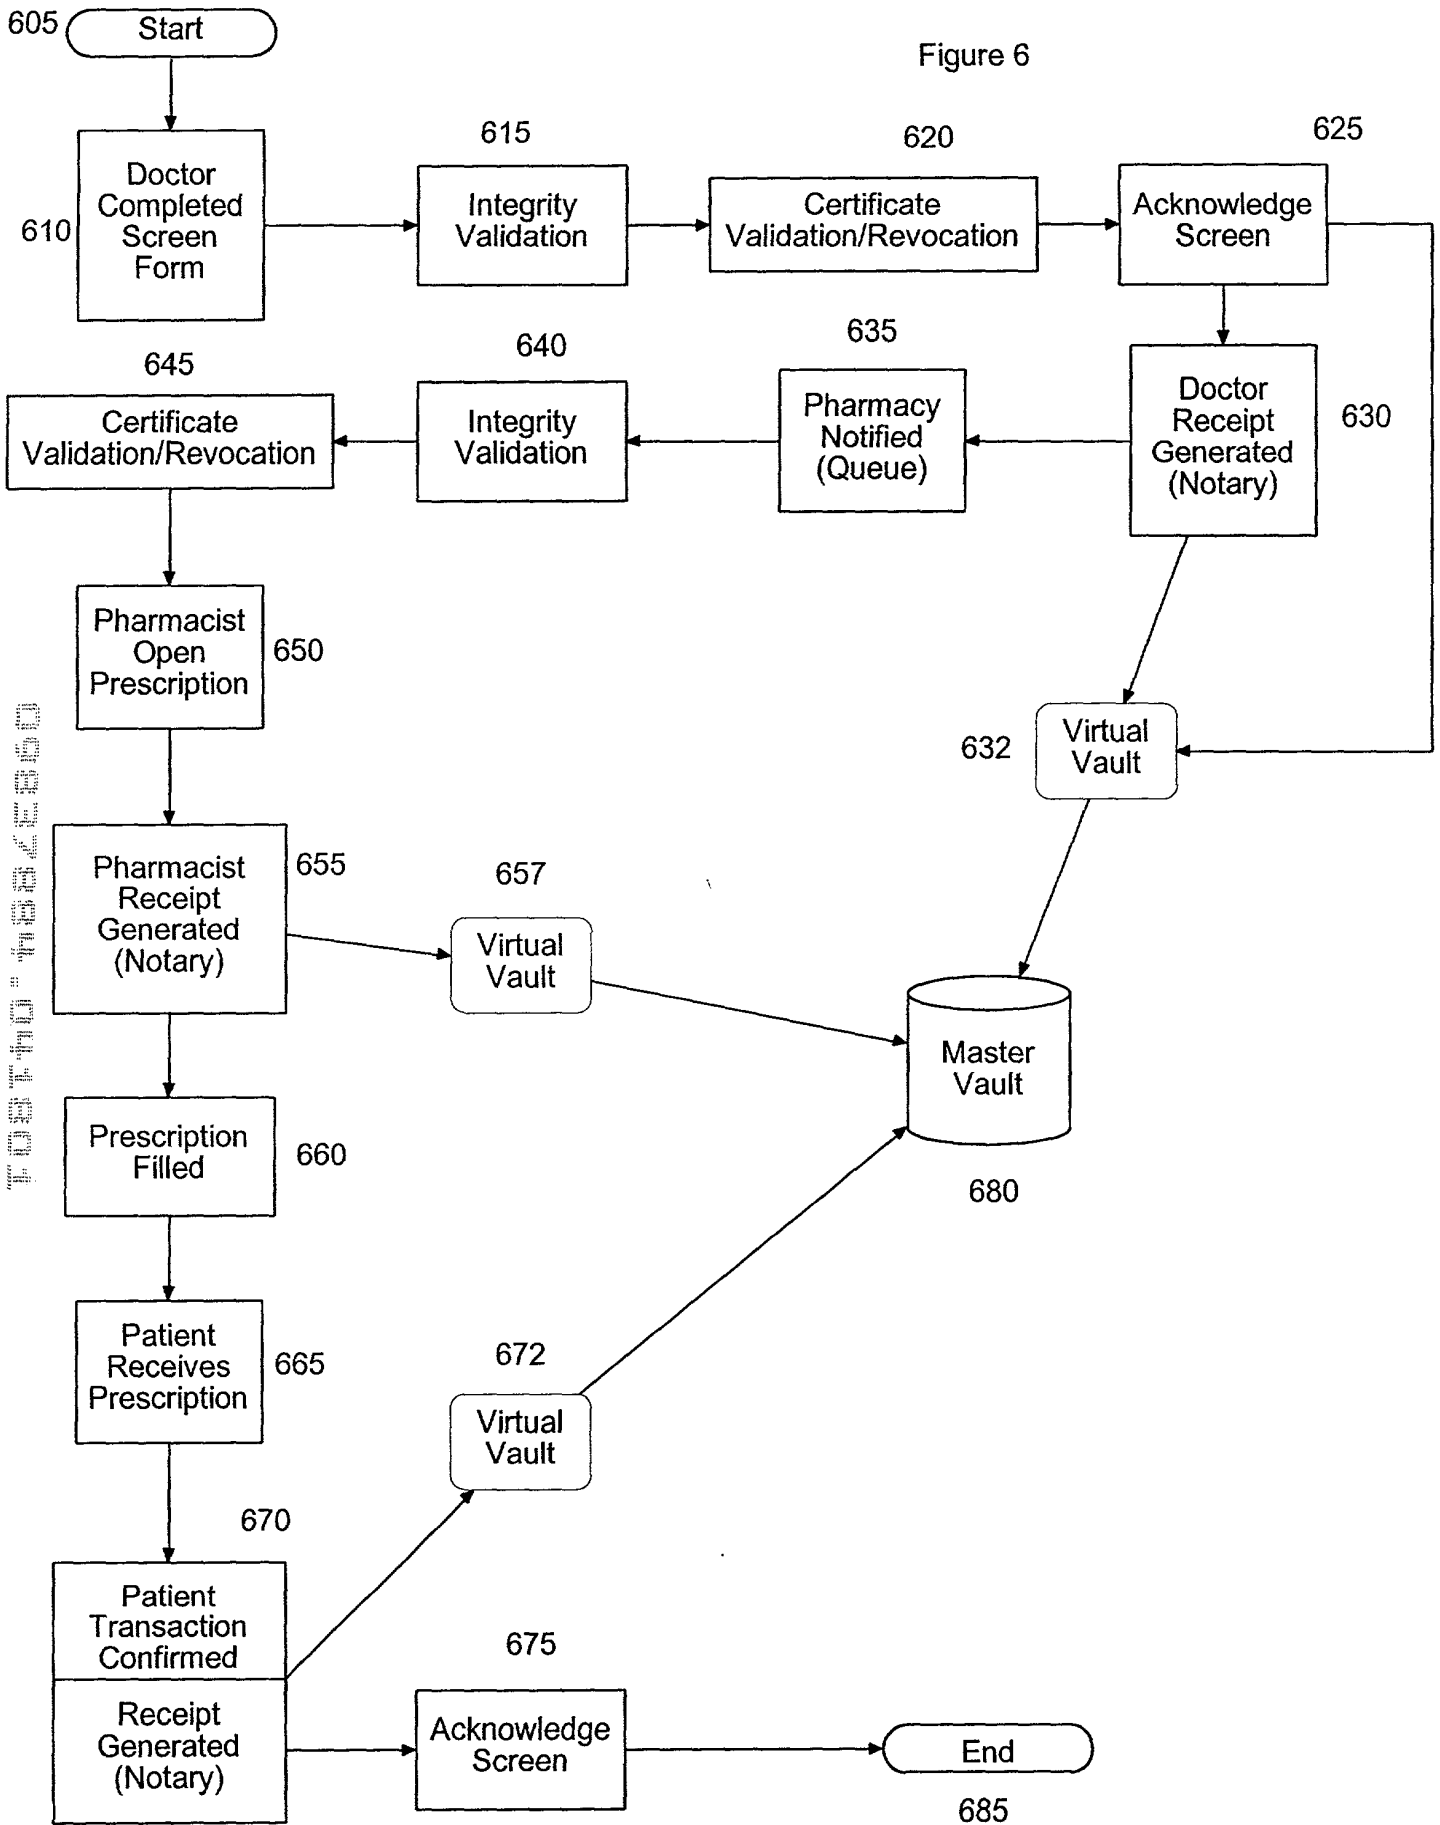 605
Start
Figure 6
615
620
625
610
Doctor
Completed
Screen
Form
Integrity
Validation
Certificate
Validation/Revocation
Acknowledge
Screen
645
640
635
630
Certificate
Validation/Revocation
Integrity
Validation
Pharmacy
Notified
(Queue)
Doctor
Receipt
Generated
(Notary)
Pharmacist
Open
Prescription
650
632
Virtual
Vault
Pharmacist
Receipt
Generated
(Notary)
655
657
Virtual
Vault
Master
Vault
680
Prescription
Filled
660
Patient
Receives
Prescription
665
672
Virtual
Vault
670
Patient
Transaction
Confirmed
Receipt
Generated
(Notary)
675
Acknowledge
Screen
End
685